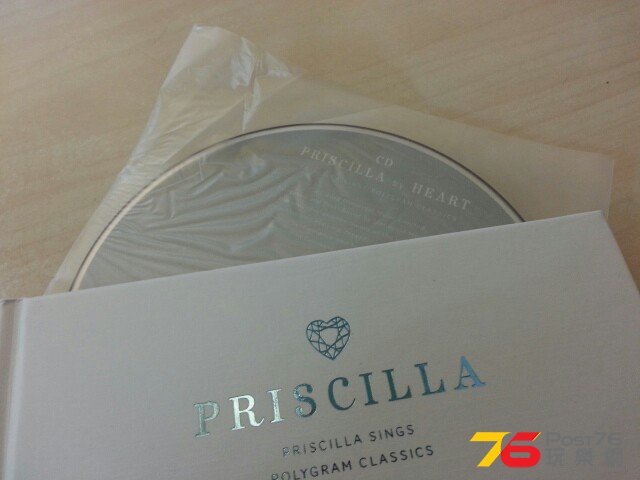 CD
PRISCILLA BY HEART
PRISCILLA
PRISCILLA SINGS
POLYGRAM CLASSICS
76 Post76
玩樂網